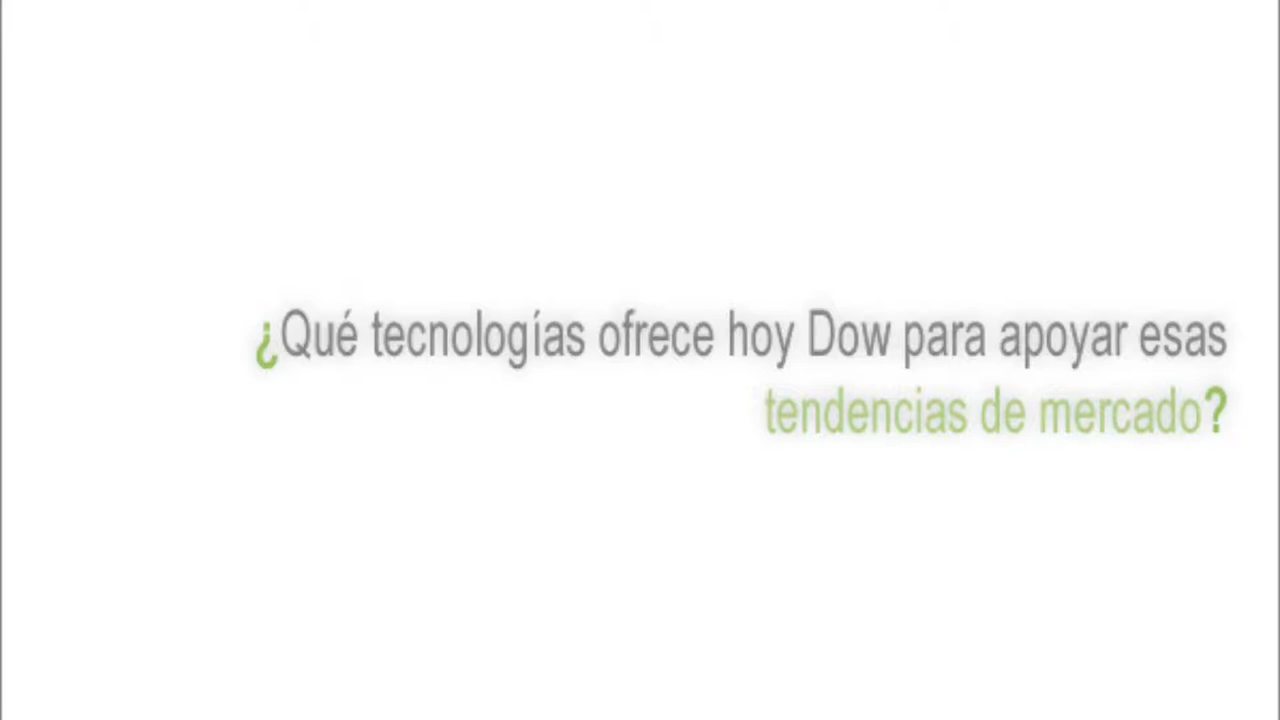 ¿Qué tecnologías ofrece hoy Dow para apoyar esas
tendencias de mercado?